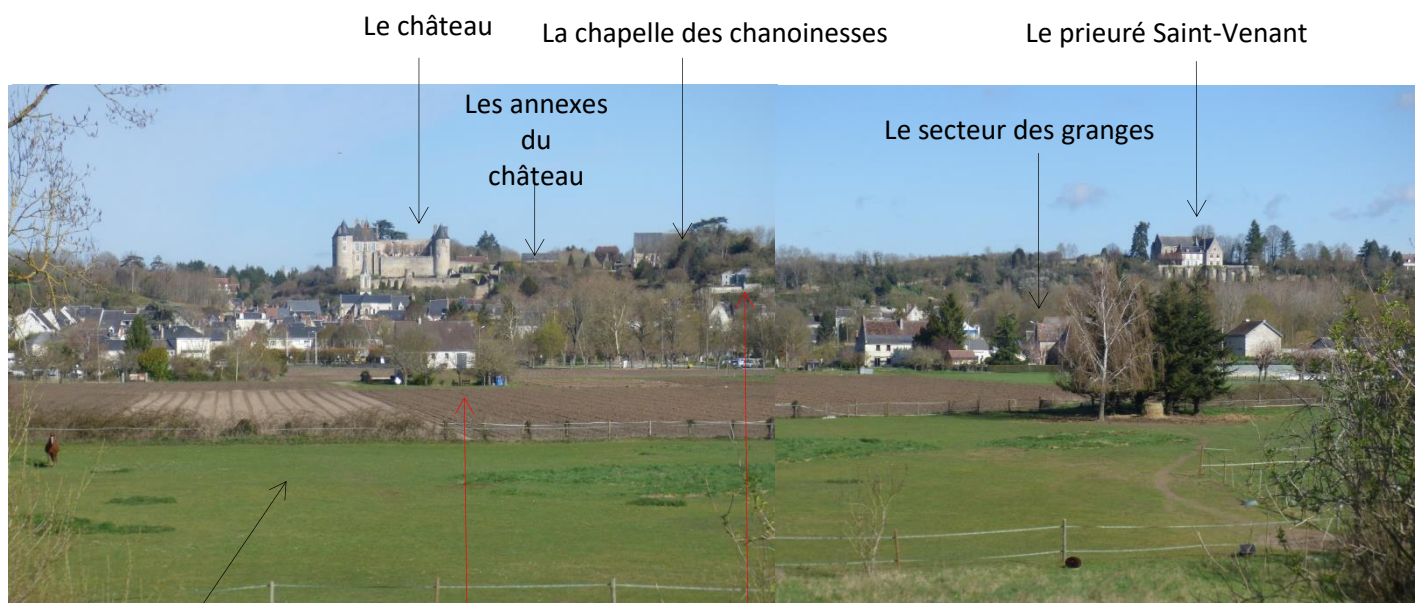 Le château
La chapelle des chanoinesses
Le prieuré Saint-Venant
Les annexes
du
château
Le secteur des granges